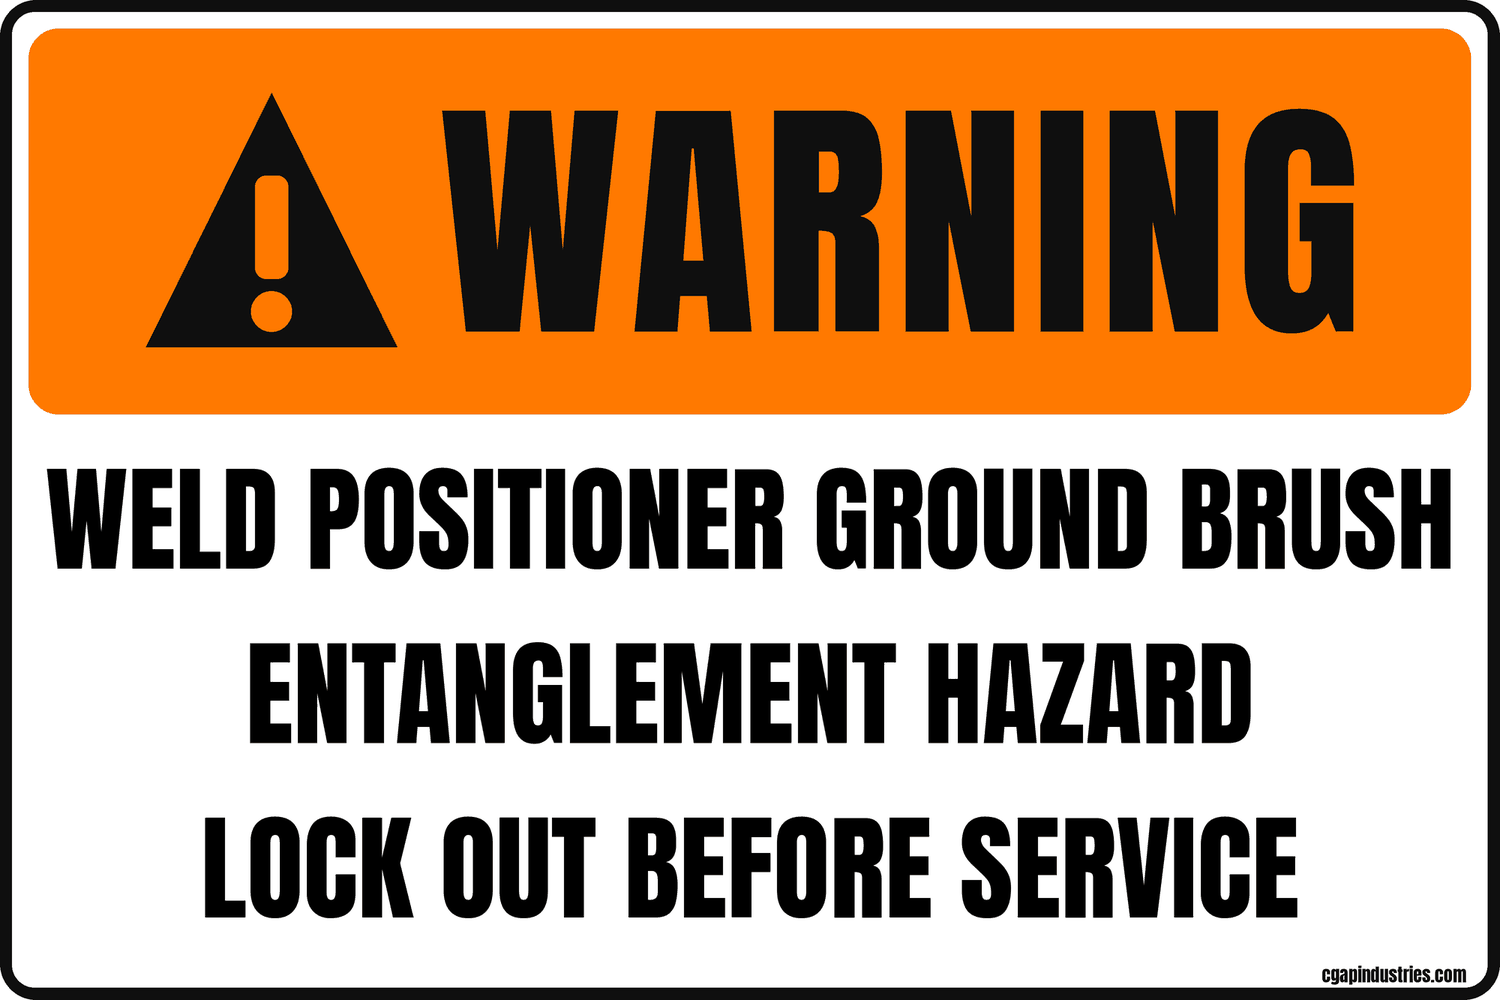 WARNING
WELD POSITIONER GROUND BRUSH
ENTANGLEMENT HAZARD
LOCK OUT BEFORE SERVICE
cgapindustries.com